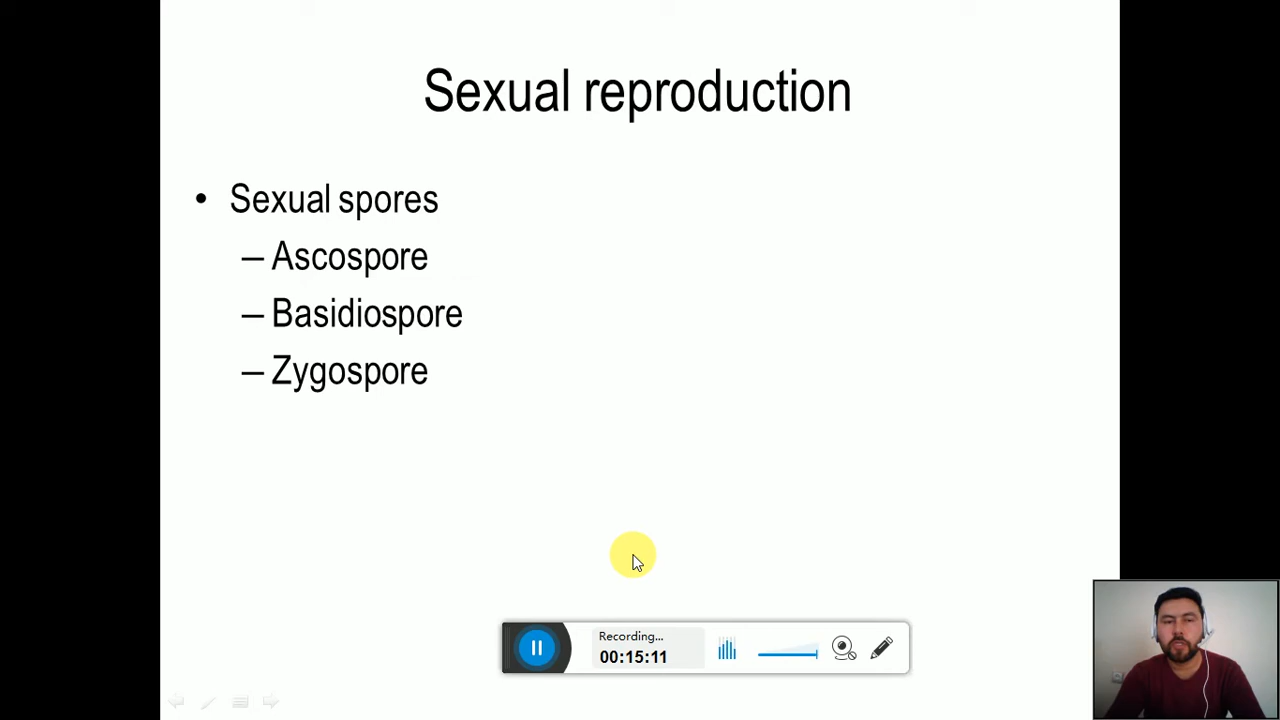 Sexual reproduction
• Sexual spores
– Ascospore
– Basidiospore
– Zygospore
Recording...
00:15:11